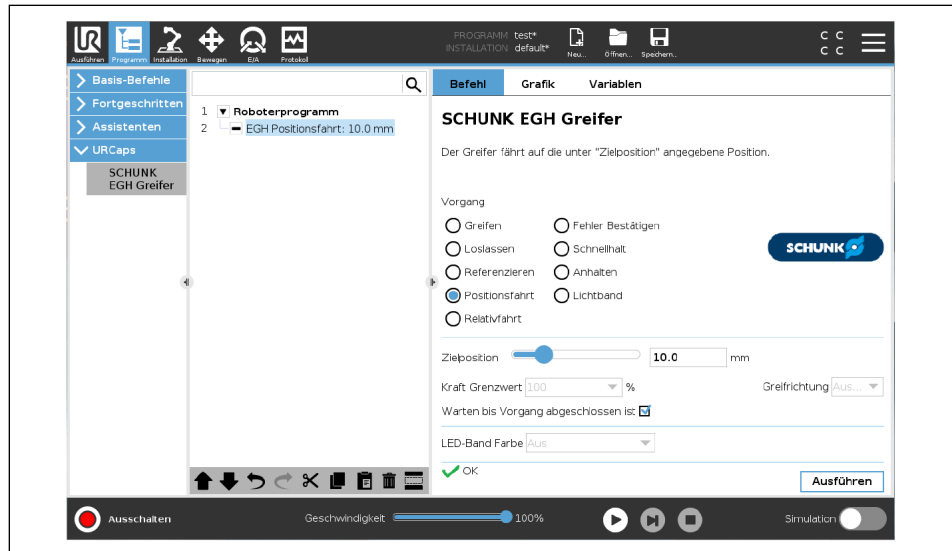 UR
PROGRAMM test*
INSTALLATION default*
C C
C C
Ausführen Programm Installation Bewegen E/A Protokoll Neu... Öffnen... Speichern...
Basis-Befehle
Fortgeschritten
Assistenten
URCaps
SCHUNK
EGH Greifer
1 Roboterprogramm
2 EGH Positionsfahrt: 10.0 mm
Befehl Grafik Variablen
SCHUNK EGH Greifer
Der Greifer fährt auf die unter "Zielposition" angegebene Position.
Vorgang
Greifen Fehler Bestätigen
Loslassen Schnellhalt
Referenzieren Anhalten
Positionsfahrt Lichtband
Relativfahrt
SCHUNK
Zielposition 10.0 mm
Kraft Grenzwert 100 % Greifrichtung Aus...
Warten bis Vorgang abgeschlossen ist
LED-Band Farbe Aus
OK
Ausführen
Ausschalten Geschwindigkeit 100% Simulation